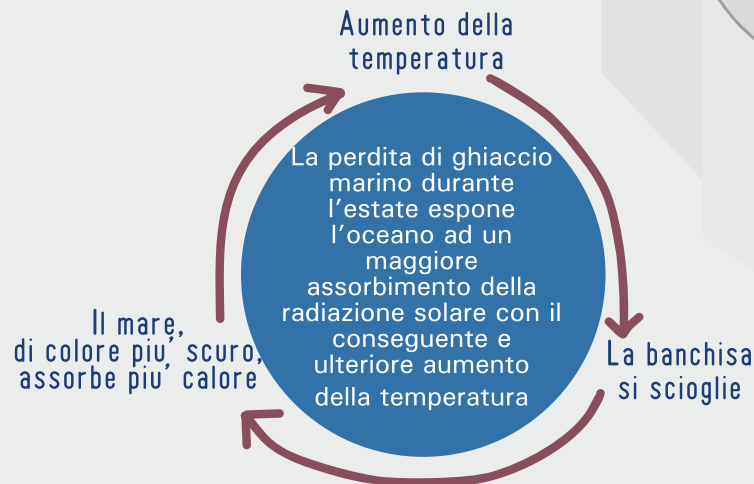 Aumento della
temperatura
La perdita di ghiaccio
marino durante
l'estate espone
l'oceano ad un
maggiore
assorbimento della
radiazione solare con il
conseguente e
ulteriore aumento
della temperatura
Il mare,
di colore piu' scuro,
assorbe piu' calore
La banchisa
si scioglie